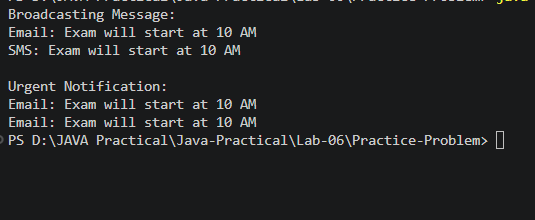 Broadcasting Message:
Email: Exam will start at 10 AM
SMS: Exam will start at 10 AM
Urgent Notification:
Email: Exam will start at 10 AM
Email: Exam will start at 10 AM
PS D:\JAVA Practical\Java-Practical\Lab-06\Practice-Problem>